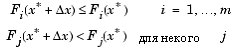 F_i(x* + Δx) ≤ F_i(x*) i = 1, ..., m
F_j(x* + Δx) < F_j(x*) для некого j